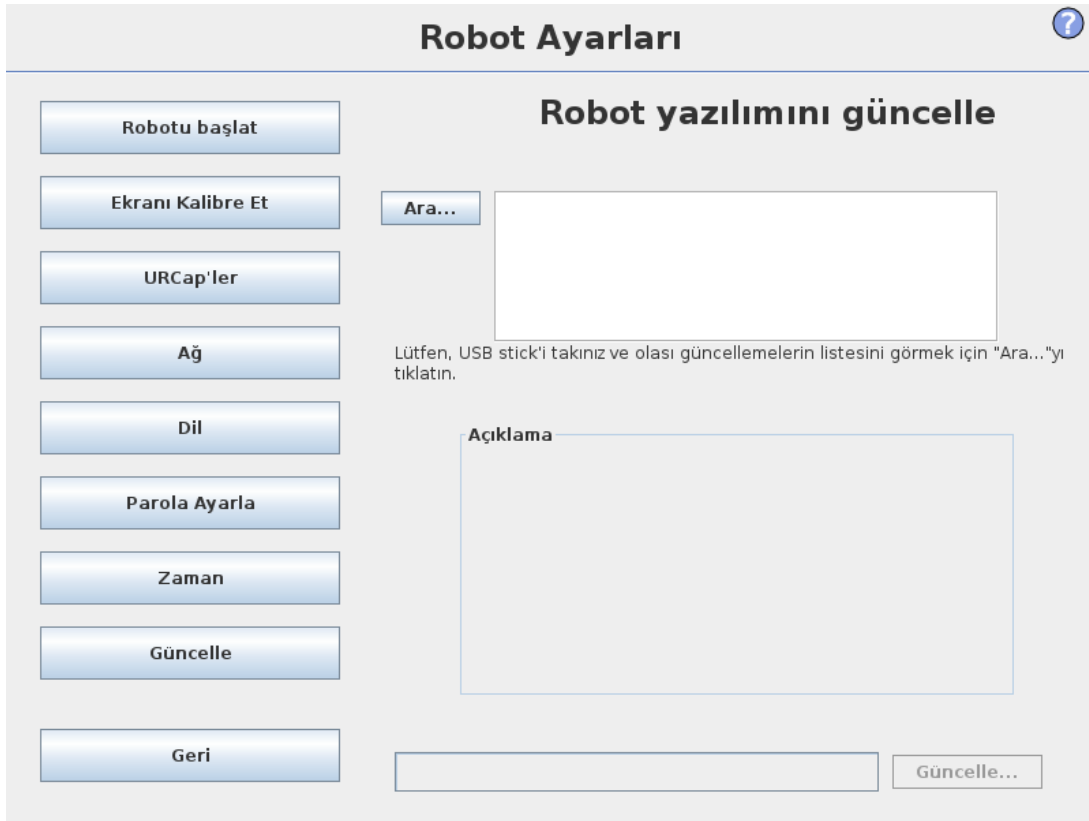 Robot Ayarları
?
Robotu başlat
Ekranı Kalibre Et
URCap'ler
Ağ
Dil
Parola Ayarla
Zaman
Güncelle
Geri
Robot yazılımını güncelle
Ara...
Lütfen, USB stick'i takınız ve olası güncellemelerin listesini görmek için "Ara..."yı
tıklatın.
Açıklama
Güncelle...